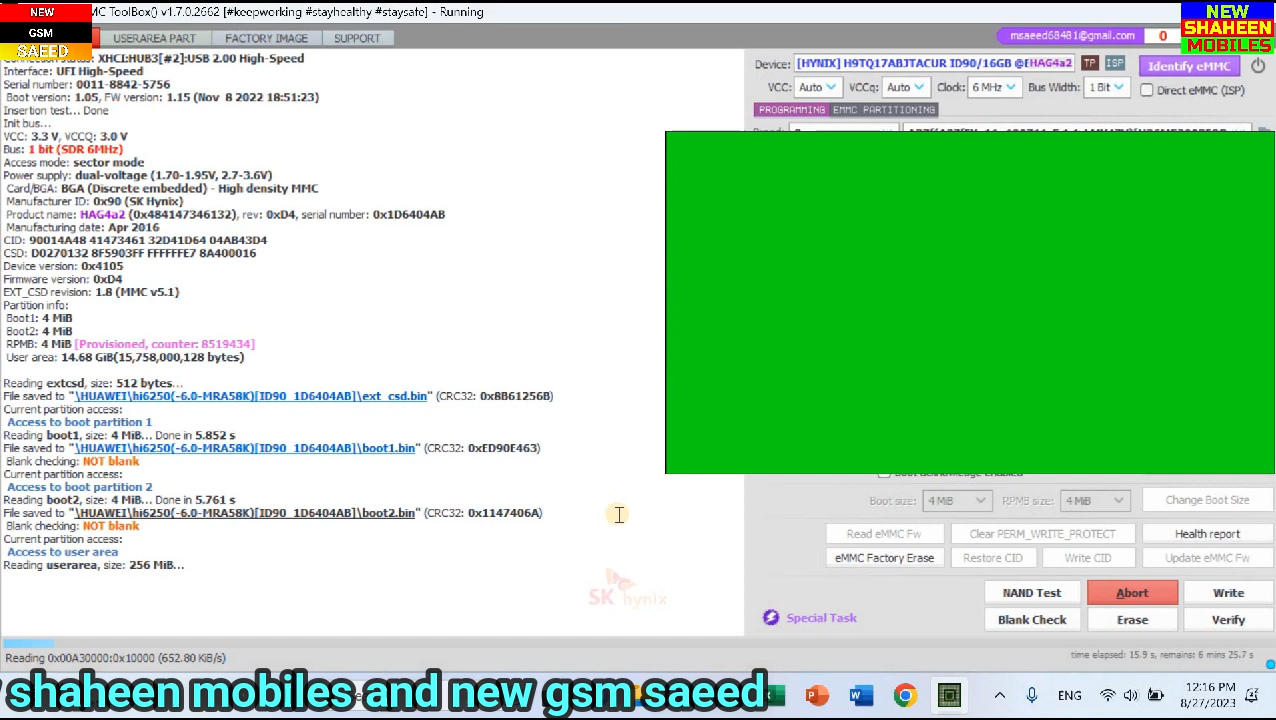 NEW
GSM
SAEED
MC ToolBox() v1.7.0.2662 [#keepworking #stayhealthy #staysafe] - Running
NEW
SHAHEEN
MOBILES
USERAREA PART
FACTORY IMAGE
SUPPORT
msaeed68481@gmail.com
0
Connection status: XHCI:HUB3[#2]:USB 2.00 High-Speed
Interface: UFI High-Speed
Serial number: 0011-8842-5756
Boot version: 1.05, FW version: 1.15 (Nov 8 2022 18:51:23)
Insertion test... Done
Init bus...
VCC: 3.3 V, VCCQ: 3.0 V
Bus: 1 bit (SDR 6MHz)
Access mode: sector mode
Power supply: dual-voltage (1.70-1.95V, 2.7-3.6V)
Card/BGA: BGA (Discrete embedded) - High density MMC
Manufacturer ID: 0x90 (SK Hynix)
Product name: HAG4a2 (0x484147346132), rev: 0xD4, serial number: 0x1D6404AB
Manufacturing date: Apr 2016
CID: 90014A48 41473461 32D41D64 04AB43D4
CSD: D0270132 8F5903FF FFFFFFE7 8A400016
Device version: 0x4105
Firmware version: 0xD4
EXT_CSD revision: 1.8 (MMC v5.1)
Partition info:
Boot1: 4 MiB
Boot2: 4 MiB
RPMB: 4 MiB [Provisioned, counter: 8519434]
User area: 14.68 GiB(15,758,000,128 bytes)
Reading extcsd, size: 512 bytes...
File saved to "\HUAWEI\hi6250(-6.0-MRA58K)[ID90_1D6404AB]\ext_csd.bin" (CRC32: 0x8B61256B)
Current partition access:
Access to boot partition 1
Reading boot1, size: 4 MiB... Done in 5.852 s
File saved to "\HUAWEI\hi6250(-6.0-MRA58K)[ID90_1D6404AB]\boot1.bin" (CRC32: 0xED90E463)
Blank checking: NOT blank
Current partition access:
Access to boot partition 2
Reading boot2, size: 4 MiB... Done in 5.761 s
File saved to "\HUAWEI\hi6250(-6.0-MRA58K)[ID90_1D6404AB]\boot2.bin" (CRC32: 0x1147406A)
Blank checking: NOT blank
Current partition access:
Access to user area
Reading userarea, size: 256 MiB...
SK hynix
Device: [HYNIX] H9TQ17ABJTACUR ID90/16GB @[HAG4a2 TP ISP Identify eMMC
VCC: Auto VCCq: Auto Clock: 6 MHz Bus Width: 1 Bit Direct eMMC (ISP)
PROGRAMMING EMMC PARTITIONING
Boot size: 4 MiB RPMB size: 4 MiB Change Boot Size
Read eMMC Fw Clear PERM_WRITE_PROTECT Health report
eMMC Factory Erase Restore CID Write CID Update eMMC Fw
NAND Test Abort Write
Special Task Blank Check Erase Verify
Reading 0x00A30000:0x10000 (652.80 KiB/s)
time elapsed: 15.9 s, remains: 6 mins 25.7 s
shaheen mobiles and new gsm saeed
ENG
12:16 PM
8/27/2023